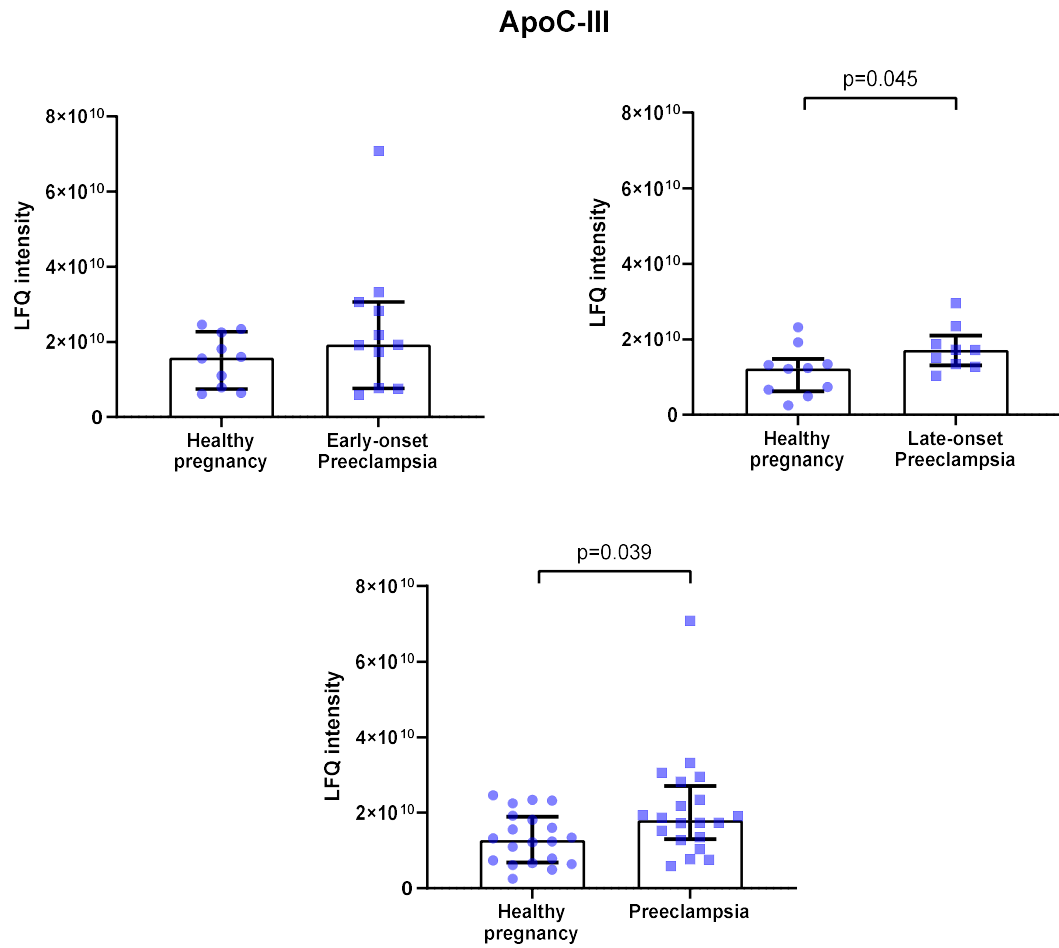 ApoC-III
8×10¹⁰
6×10¹⁰
4×10¹⁰
2×10¹⁰
0
LFQ intensity
Healthy
pregnancy
Early-onset
Preeclampsia
p=0.045
8×10¹⁰
6×10¹⁰
4×10¹⁰
2×10¹⁰
0
LFQ intensity
Healthy
pregnancy
Late-onset
Preeclampsia
p=0.039
8×10¹⁰
6×10¹⁰
4×10¹⁰
2×10¹⁰
0
LFQ intensity
Healthy
pregnancy
Preeclampsia